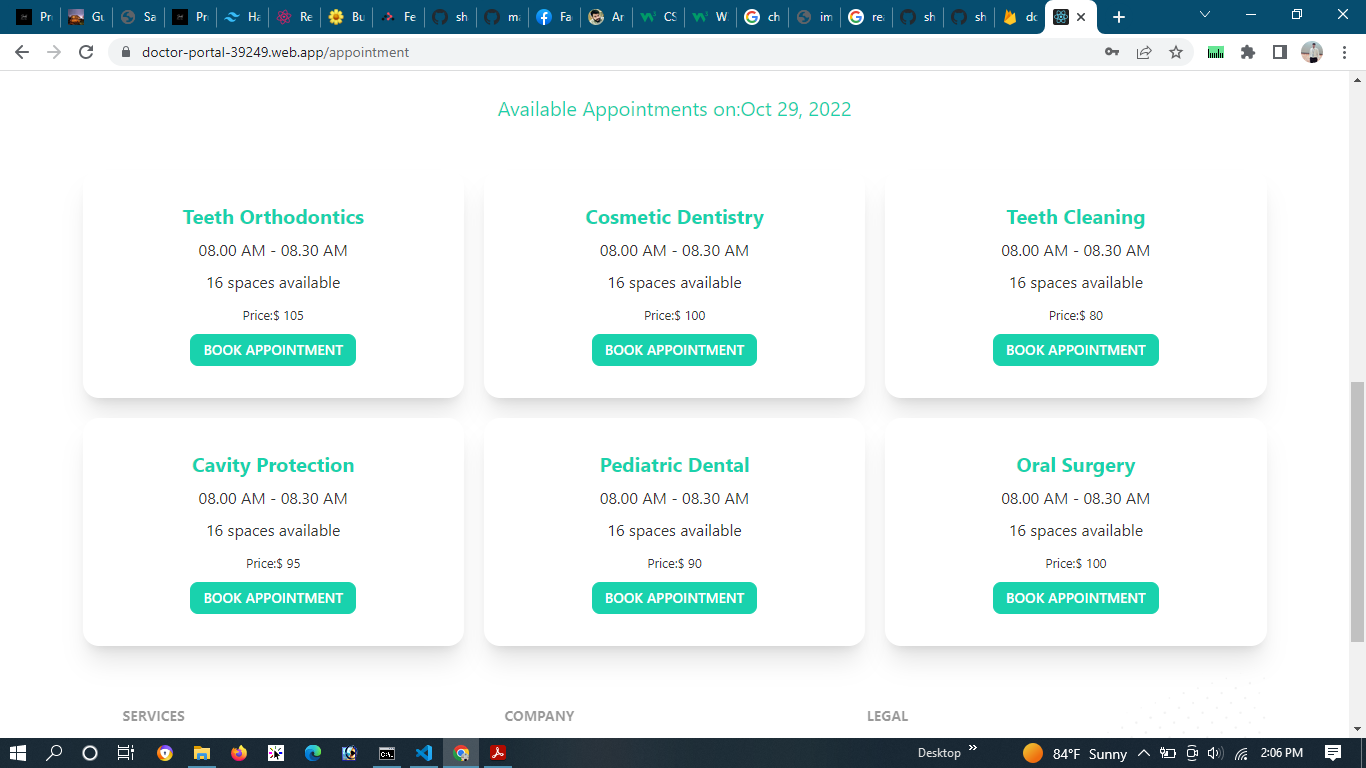 Pr
Gu
Sa
Pr
Ha
Re
Bu
Fe
sh
ma
Fa
Ar
CS
W
ch
im
rea
sh
sh
do
doctor-portal-39249.web.app/appointment
Available Appointments on:Oct 29, 2022
Teeth Orthodontics
08.00 AM - 08.30 AM
16 spaces available
Price:$ 105
BOOK APPOINTMENT
Cosmetic Dentistry
08.00 AM - 08.30 AM
16 spaces available
Price:$ 100
BOOK APPOINTMENT
Teeth Cleaning
08.00 AM - 08.30 AM
16 spaces available
Price:$ 80
BOOK APPOINTMENT
Cavity Protection
08.00 AM - 08.30 AM
16 spaces available
Price:$ 95
BOOK APPOINTMENT
Pediatric Dental
08.00 AM - 08.30 AM
16 spaces available
Price:$ 90
BOOK APPOINTMENT
Oral Surgery
08.00 AM - 08.30 AM
16 spaces available
Price:$ 100
BOOK APPOINTMENT
SERVICES
COMPANY
LEGAL
Desktop
84°F Sunny
2:06 PM